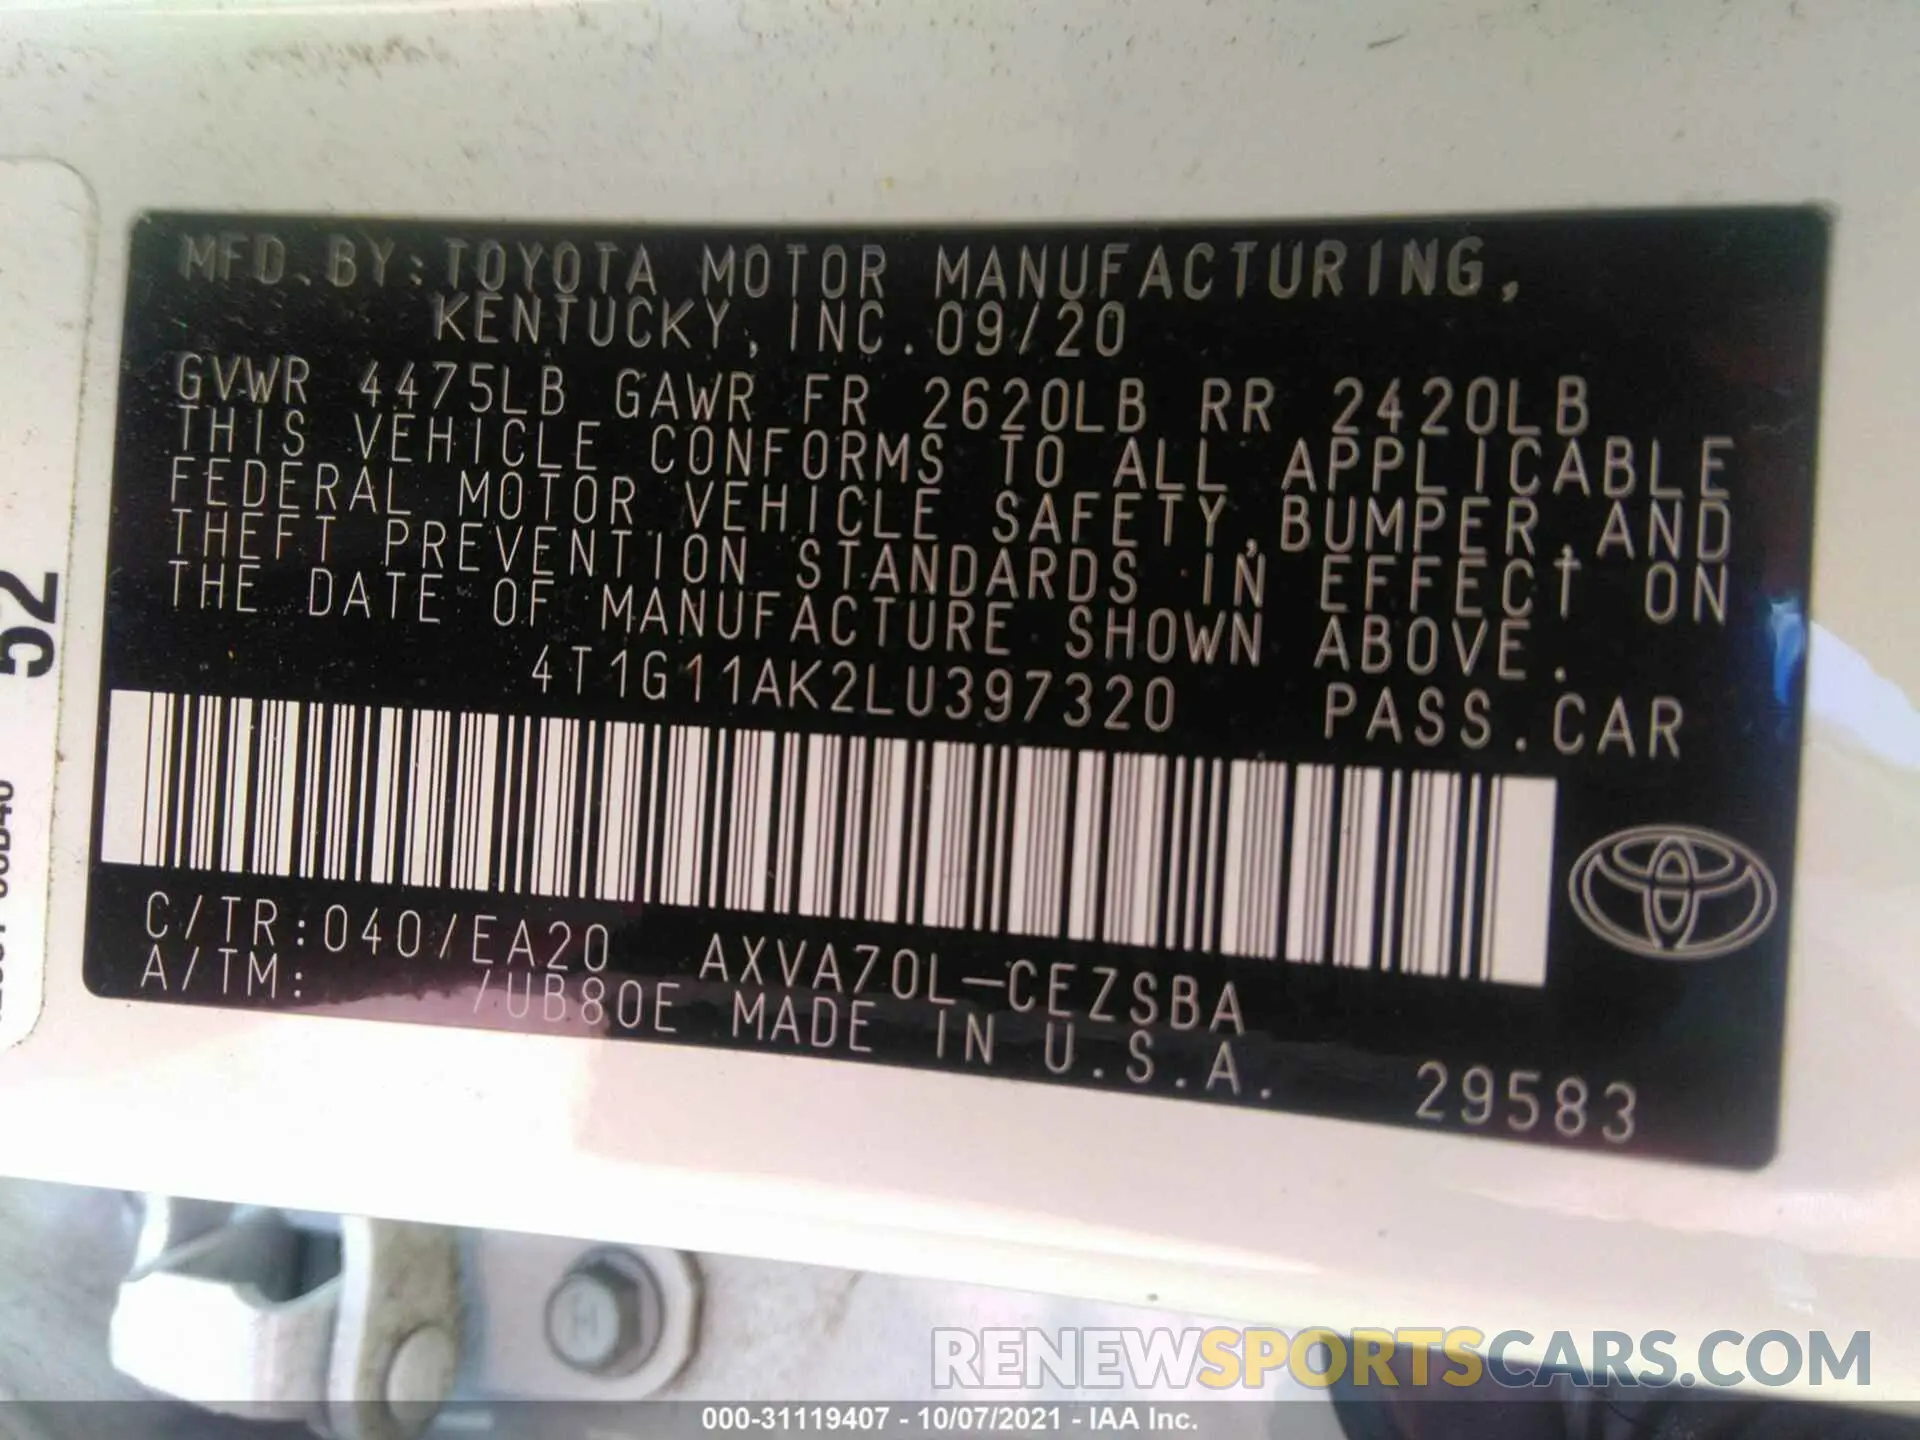 MFD.BY:TOYOTA MOTOR MANUFACTURING,
KENTUCKY, INC.09/20
GVWR 4475LB GAWR FR 2620LB RR 2420LB
THIS VEHICLE CONFORMS TO ALL APPLICABLE
FEDERAL MOTOR VEHICLE SAFETY,BUMPER,AND
THEFT PREVENTION STANDARDS IN EFFECT ON
THE DATE OF MANUFACTURE SHOWN ABOVE.
4T1G11AK2LU397320 PASS.CAR
C/TR:040/EA20 AXVA70L-CEZSBA
A/TM: /UB80E MADE IN U.S.A.
29583
52
RENEWSPORTSCARS.COM
000-31119407 - 10/07/2021 - IAA Inc.